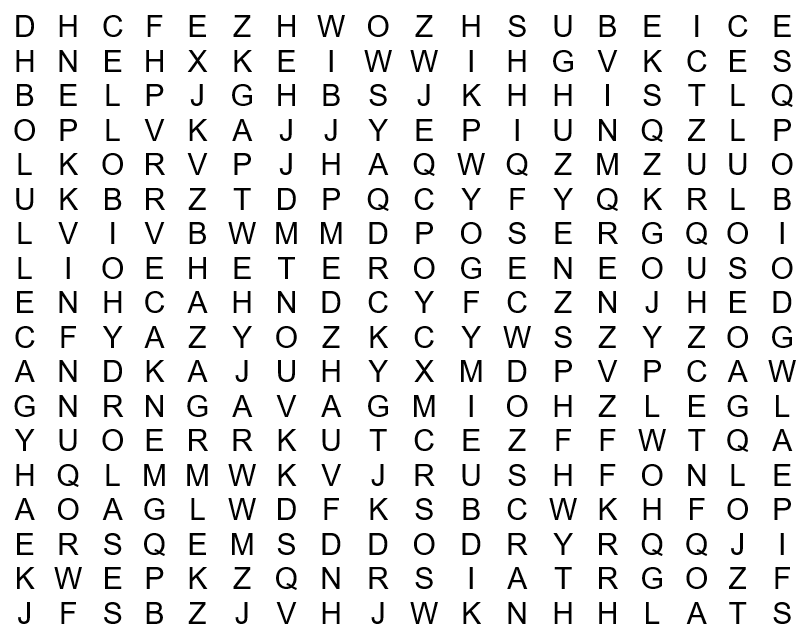 D H C F E Z H W O Z H S U B E I C E
H N E H X K E I W W I H G V K C E S
B E L P J G H B S J K H H I S T L Q
O P L V K A J J Y E P I U N Q Z L P
L K O R V P J H A Q W Q Z M Z U U O
U K B R Z T D P Q C Y F Y Q K R L B
L V I V B W M M D P O S E R G Q O I
L I O E H E T E R O G E N E O U S O
E N H C A H N D C Y F C Z N J H E D
C F Y A Z Y O Z K C Y W S Z Y Z O G
A N D K A J U H Y X M D P V P C A W
G N R N G A V A G M I O H Z L E G L
Y U O E R R K U T C E Z F F W T Q A
H Q L M M W K V J R U S H F O N L E
A O A G L W D F K S B C W K H F O P
E R S Q E M S D D O D R Y R Q Q J I
K W E P K Z Q N R S I A T R G O Z F
J F S B Z J V H J W K N H H L A T S